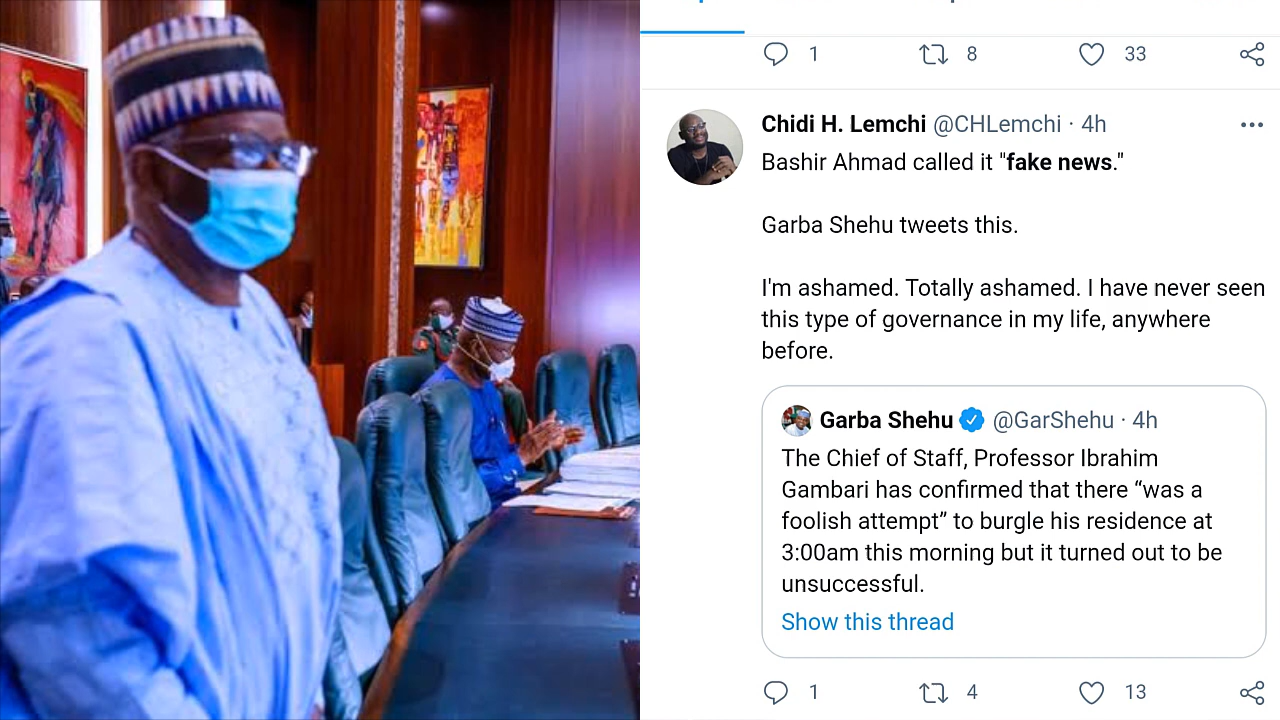 1 8 33
Chidi H. Lemchi @CHLemchi · 4h
Bashir Ahmad called it "fake news."
Garba Shehu tweets this.
I'm ashamed. Totally ashamed. I have never seen
this type of governance in my life, anywhere
before.
Garba Shehu @GarShehu · 4h
The Chief of Staff, Professor Ibrahim
Gambari has confirmed that there “was a
foolish attempt” to burgle his residence at
3:00am this morning but it turned out to be
unsuccessful.
Show this thread
1 4 13